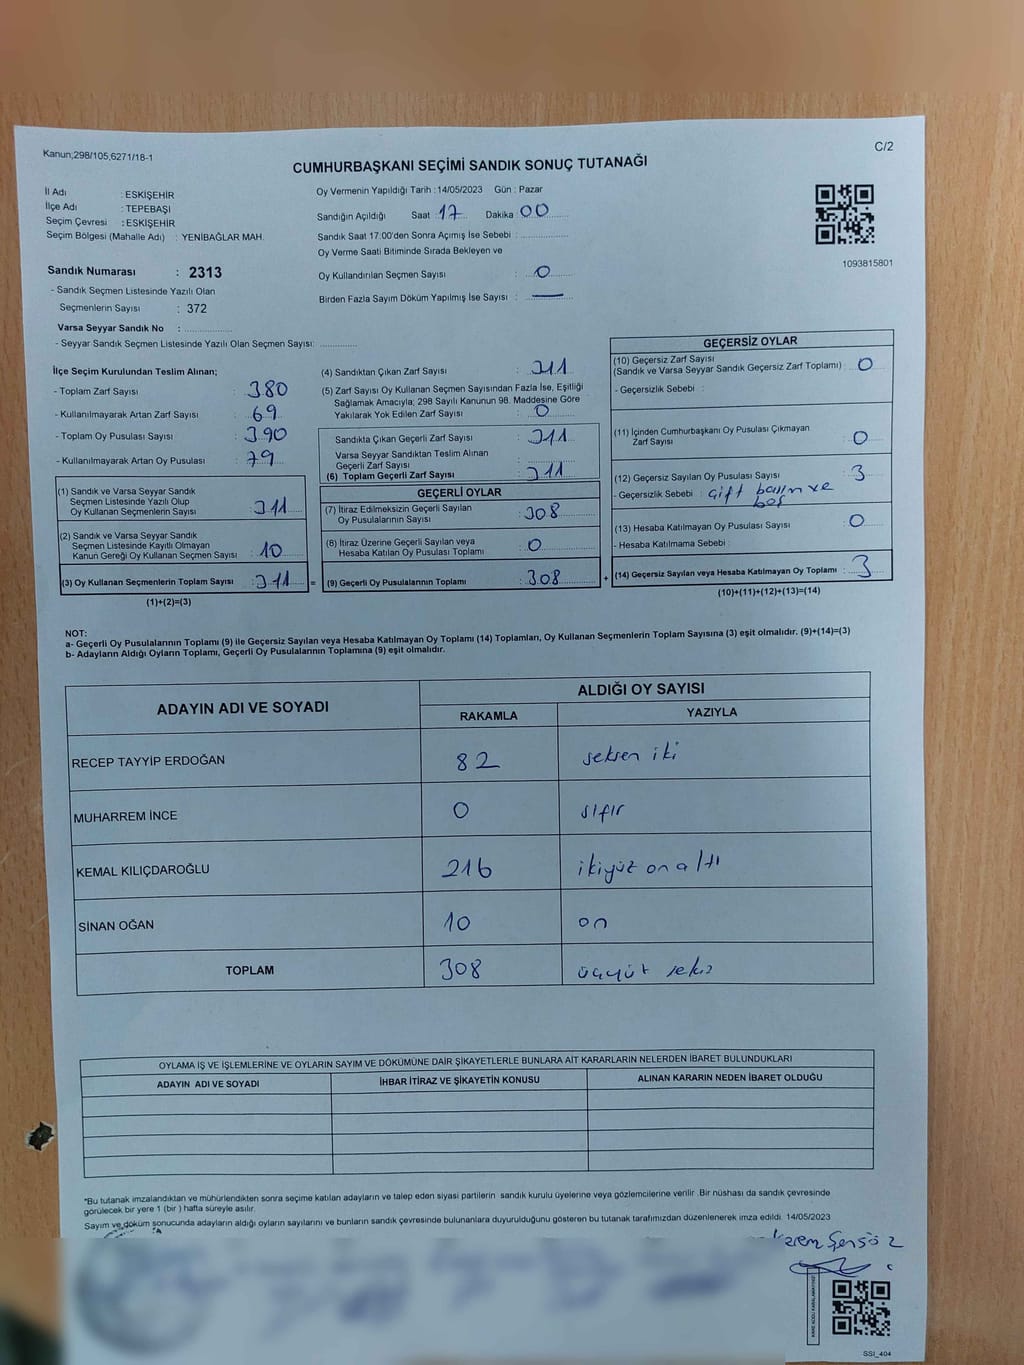 Kanun;298/105,6271/18-1
C/2
CUMHURBAŞKANI SEÇİMİ SANDIK SONUÇ TUTANAĞI
İl Adı : ESKİŞEHİR
İlçe Adı : TEPEBAŞI
Seçim Çevresi : ESKİŞEHİR
Seçim Bölgesi (Mahalle Adı) : YENİBAĞLAR MAH.
Oy Vermenin Yapıldığı Tarih : 14/05/2023 Gün : Pazar
Sandığın Açıldığı Saat 17 Dakika 00
Sandık Saat 17:00'den Sonra Açımış İse Sebebi :
Oy Verme Saati Bitiminde Sırada Bekleyen ve
Oy Kullandırılan Seçmen Sayısı : 0
Birden Fazla Sayım Döküm Yapılmış İse Sayısı : —
1093815801
Sandık Numarası : 2313
- Sandık Seçmen Listesinde Yazılı Olan
Seçmenlerin Sayısı : 372
Varsa Seyyar Sandık No :
- Seyyar Sandık Seçmen Listesinde Yazılı Olan Seçmen Sayısı:
İlçe Seçim Kurulundan Teslim Alınan;
- Toplam Zarf Sayısı : 380
- Kullanılmayarak Artan Zarf Sayısı : 69
- Toplam Oy Pusulası Sayısı : 390
- Kullanılmayarak Artan Oy Pusulası : 79
(1) Sandık ve Varsa Seyyar Sandık
Seçmen Listesinde Yazılı Olup
Oy Kullanan Seçmenlerin Sayısı : 311
(2) Sandık ve Varsa Seyyar Sandık
Seçmen Listesinde Kayıtlı Olmayan
Kanun Gereği Oy Kullanan Seçmen Sayısı : 10
(3) Oy Kullanan Seçmenlerin Toplam Sayısı : 311 =
(1)+(2)=(3)
(4) Sandıktan Çıkan Zarf Sayısı : 311
(5) Zarf Sayısı Oy Kullanan Seçmen Sayısından Fazla İse, Eşitliği
Sağlamak Amacıyla; 298 Sayılı Kanunun 98. Maddesine Göre
Yakılarak Yok Edilen Zarf Sayısı : 0
Sandıkta Çıkan Geçerli Zarf Sayısı : 311
Varsa Seyyar Sandıktan Teslim Alınan
Geçerli Zarf Sayısı :
(6) Toplam Geçerli Zarf Sayısı : 311
GEÇERLİ OYLAR
(7) İtiraz Edilmeksizin Geçerli Sayılan
Oy Pusulalarının Sayısı : 308
(8) İtiraz Üzerine Geçerli Sayılan veya
Hesaba Katılan Oy Pusulası Toplamı : 0
(9) Geçerli Oy Pusulalarının Toplamı : 308 +
GEÇERSİZ OYLAR
(10) Geçersiz Zarf Sayısı
(Sandık ve Varsa Seyyar Sandık Geçersiz Zarf Toplamı) : 0
- Geçersizlik Sebebi :
(11) İçinden Cumhurbaşkanı Oy Pusulası Çıkmayan
Zarf Sayısı : 0
(12) Geçersiz Sayılan Oy Pusulası Sayısı : 3
- Geçersizlik Sebebi : Çift basım ve
boş
(13) Hesaba Katılmayan Oy Pusulası Sayısı : 0
- Hesaba Katılmama Sebebi :
(14) Geçersiz Sayılan veya Hesaba Katılmayan Oy Toplamı : 3
(10)+(11)+(12)+(13)=(14)
NOT:
a- Geçerli Oy Pusulalarının Toplamı (9) ile Geçersiz Sayılan veya Hesaba Katılmayan Oy Toplamı (14) Toplamları, Oy Kullanan Seçmenlerin Toplam Sayısına (3) eşit olmalıdır. (9)+(14)=(3)
b- Adayların Aldığı Oyların Toplamı, Geçerli Oy Pusulalarının Toplamına (9) eşit olmalıdır.
ADAYIN ADI VE SOYADI
ALDIĞI OY SAYISI
RAKAMLA YAZIYLA
RECEP TAYYİP ERDOĞAN 82 seksen iki
MUHARREM İNCE 0 sıfır
KEMAL KILIÇDAROĞLU 216 ikiyüz on altı
SİNAN OĞAN 10 on
TOPLAM 308 üçyüz sekiz
OYLAMA İŞ VE İŞLEMLERİNE VE OYLARIN SAYIM VE DÖKÜMÜNE DAİR ŞİKAYETLERLE BUNLARA AİT KARARLARIN NELERDEN İBARET BULUNDUKLARI
ADAYIN ADI VE SOYADI İHBAR İTİRAZ VE ŞİKAYETİN KONUSU ALINAN KARARIN NEDEN İBARET OLDUĞU
*Bu tutanak imzalandıktan ve mühürlendikten sonra seçime katılan adayların ve talep eden siyasi partilerin sandık kurulu üyelerine veya gözlemcilerine verilir .Bir nüshası da sandık çevresinde
görülecek bir yere 1 (bir ) hafta süreyle asılır.
Sayım ve döküm sonucunda adayların aldığı oyların sayılarını ve bunların sandık çevresinde bulunanlara duyurulduğunu gösteren bu tutanak tarafımızdan düzenlenerek imza edildi. 14/05/2023
Kerem Şensöz
SSI_404